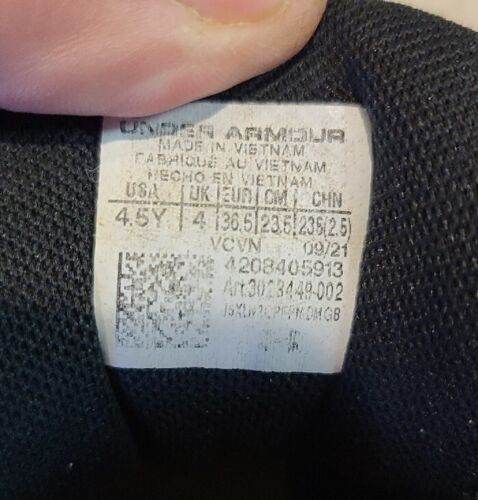 UNDER ARMOUR
MADE IN VIETNAM
FABRIQUÉ AU VIETNAM
HECHO EN VIETNAM
USA UK EUR CM CHN
4.5Y 4 36.5 23.5 235(2.5)
VCVN 09/21
4208405913
Art.3023449-002